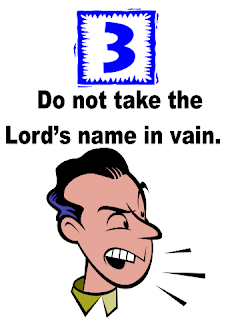 3
Do not take the
Lord's name in vain.